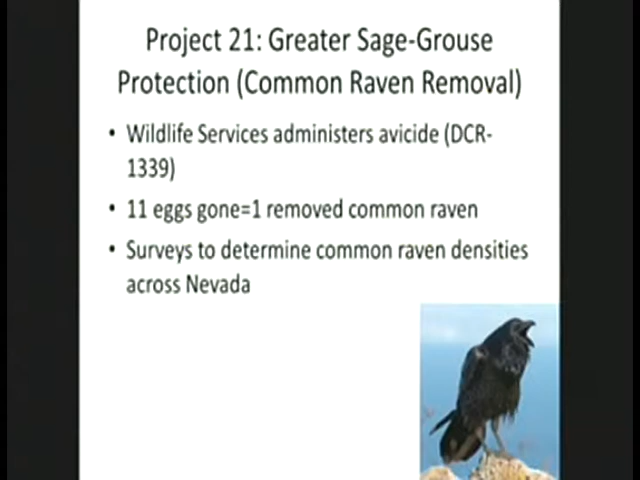 Project 21: Greater Sage-Grouse
Protection (Common Raven Removal)
• Wildlife Services administers avicide (DCR-
1339)
• 11 eggs gone=1 removed common raven
• Surveys to determine common raven densities
across Nevada